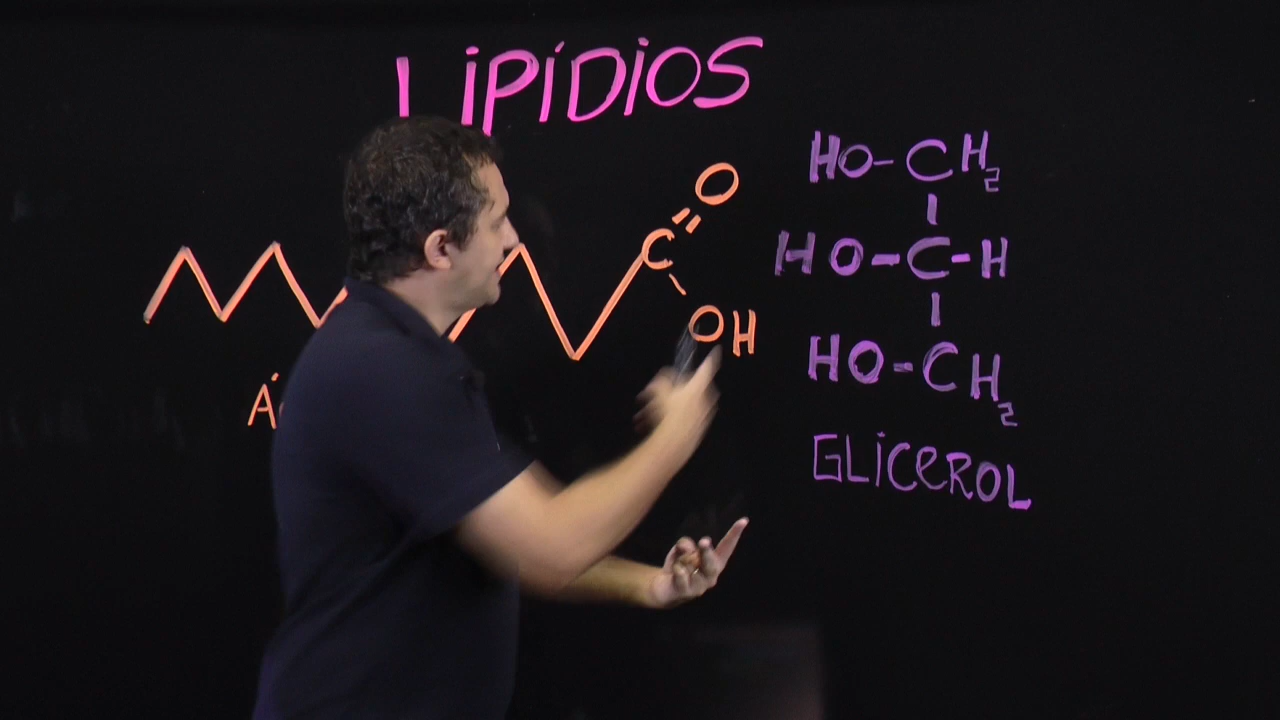 LIPÍDIOS
O
C
OH
HO-CH₂
HO-C-H
HO-CH₂
GLICEROL